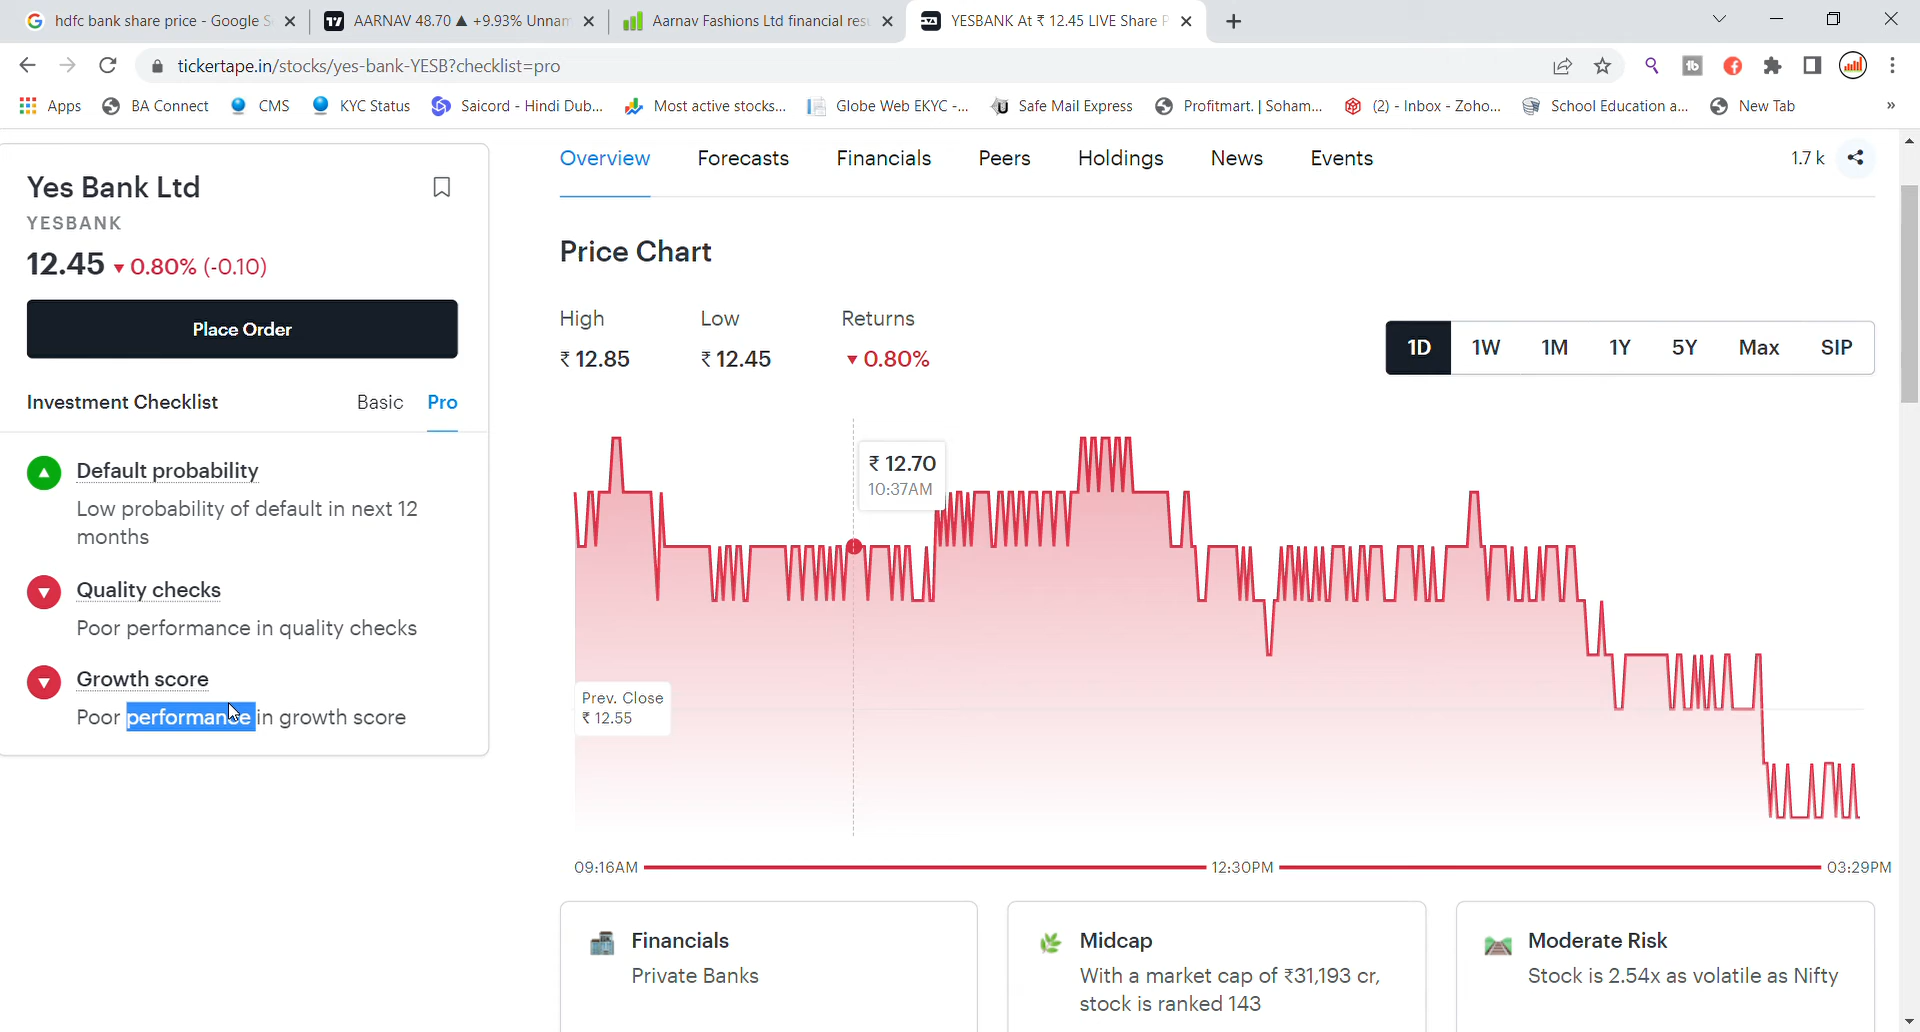 hdfc bank share price - Google S
AARNAV 48.70 ▲ +9.93% Unnam
Aarnav Fashions Ltd financial resu
YESBANK At ₹ 12.45 LIVE Share P
tickertape.in/stocks/yes-bank-YESB?checklist=pro
Apps
BA Connect
CMS
KYC Status
Saicord - Hindi Dub...
Most active stocks...
Globe Web EKYC -...
Safe Mail Express
Profitmart. | Soham...
(2) - Inbox - Zoho...
School Education a...
New Tab
»
Yes Bank Ltd
YESBANK
12.45 ▼ 0.80% (-0.10)
Place Order
Investment Checklist
Basic
Pro
Default probability
Low probability of default in next 12
months
Quality checks
Poor performance in quality checks
Growth score
Poor performance in growth score
Overview
Forecasts
Financials
Peers
Holdings
News
Events
1.7 k
Price Chart
High
Low
Returns
₹ 12.85
₹ 12.45
▼ 0.80%
1D
1W
1M
1Y
5Y
Max
SIP
₹ 12.70
10:37AM
Prev. Close
₹ 12.55
09:16AM
12:30PM
03:29PM
Financials
Private Banks
Midcap
With a market cap of ₹31,193 cr,
stock is ranked 143
Moderate Risk
Stock is 2.54x as volatile as Nifty